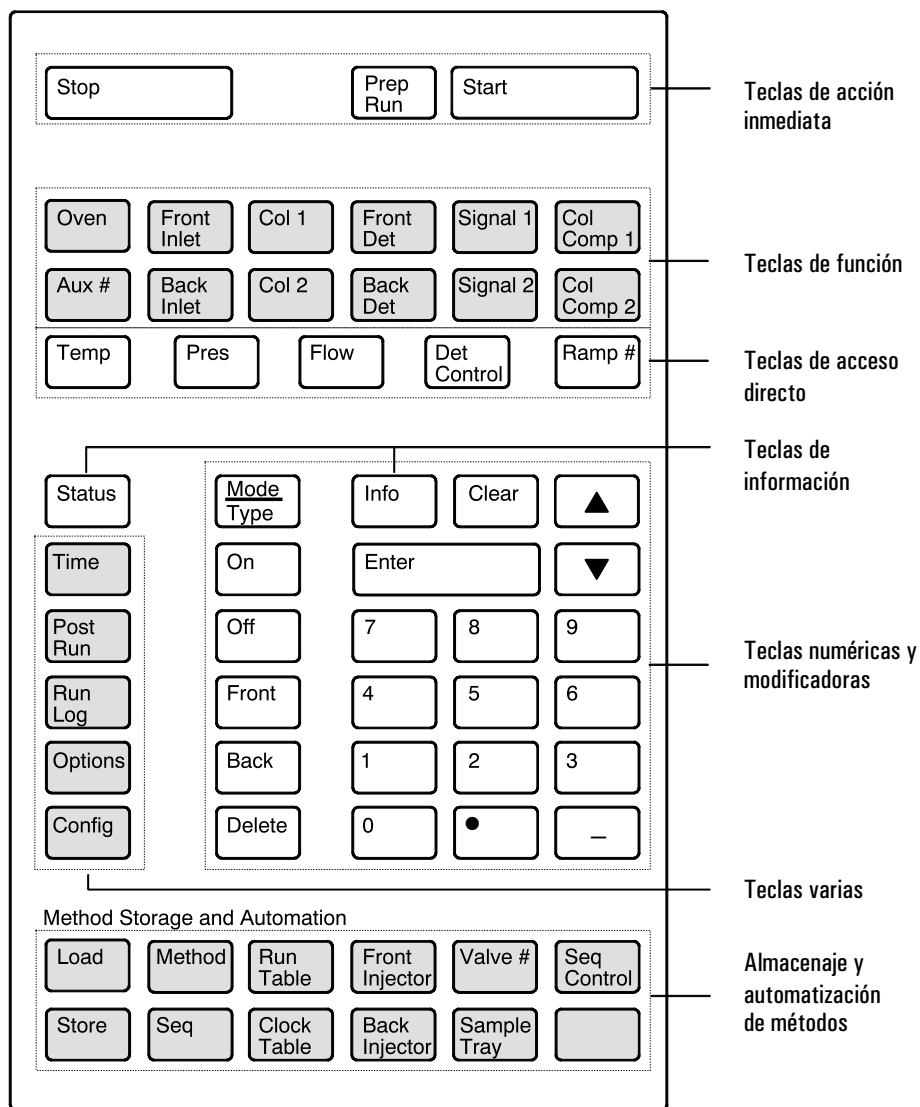 Stop
Prep
Run
Start
Teclas de acción
inmediata
Oven
Front
Inlet
Col 1
Front
Det
Signal 1
Col
Comp 1
Aux #
Back
Inlet
Col 2
Back
Det
Signal 2
Col
Comp 2
Teclas de función
Temp
Pres
Flow
Det
Control
Ramp #
Teclas de acceso
directo
Teclas de
información
Status
Mode
Type
Info
Clear
▲
Time
On
Enter
▼
Post
Run
Off
7
8
9
Run
Log
Front
4
5
6
Teclas numéricas y
modificadoras
Options
Back
1
2
3
Config
Delete
0
●
–
Teclas varias
Method Storage and Automation
Load
Method
Run
Table
Front
Injector
Valve #
Seq
Control
Store
Seq
Clock
Table
Back
Injector
Sample
Tray
Almacenaje y
automatización
de métodos